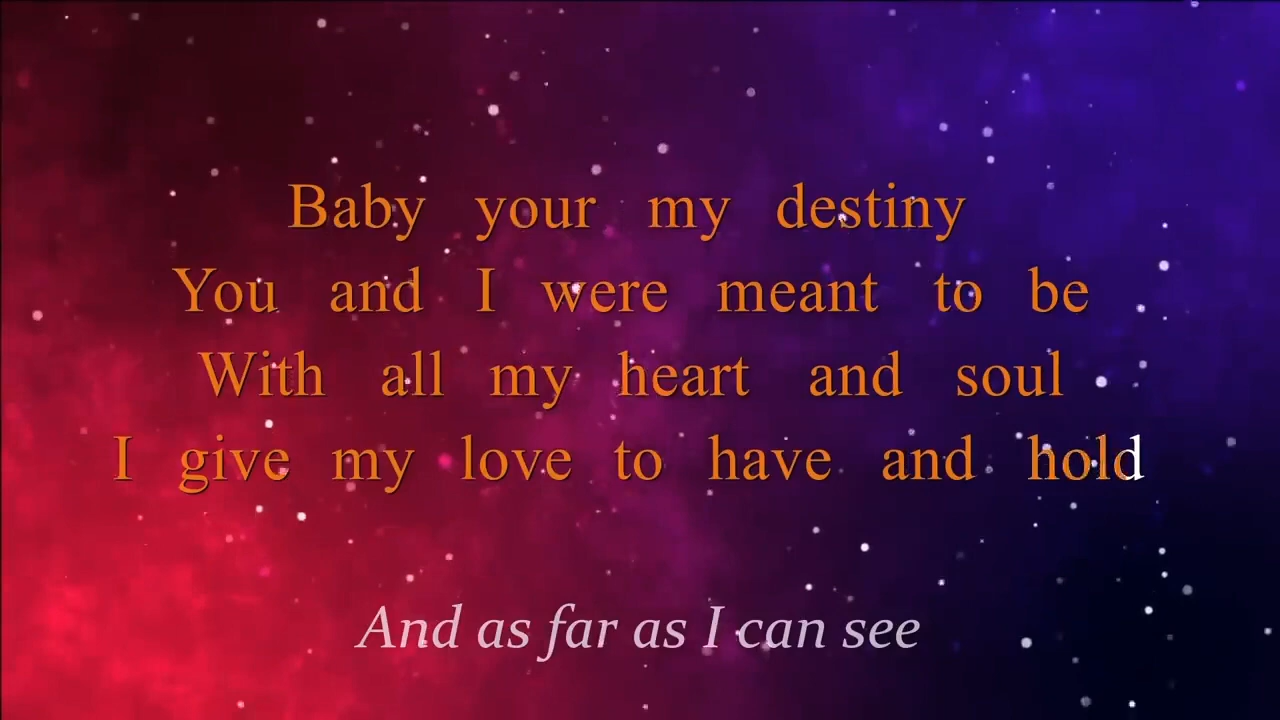 Baby your my destiny
You and I were meant to be
With all my heart and soul
I give my love to have and hold
And as far as I can see